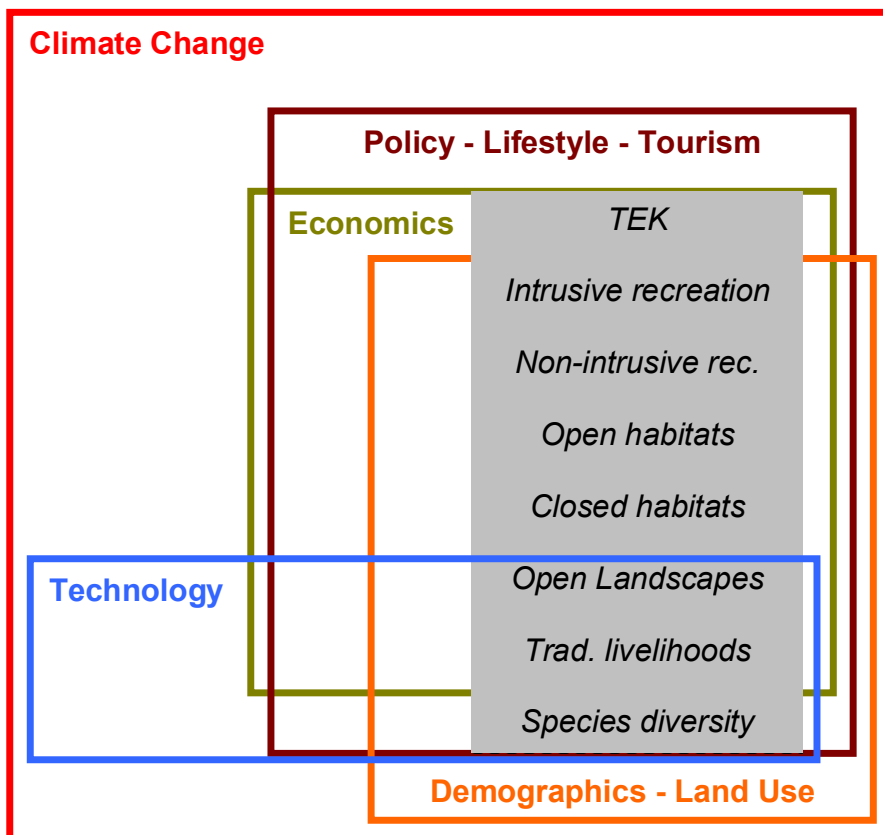 Climate Change
Policy - Lifestyle - Tourism
Economics
TEK
Intrusive recreation
Non-intrusive rec.
Open habitats
Closed habitats
Technology
Open Landscapes
Trad. livelihoods
Species diversity
Demographics - Land Use